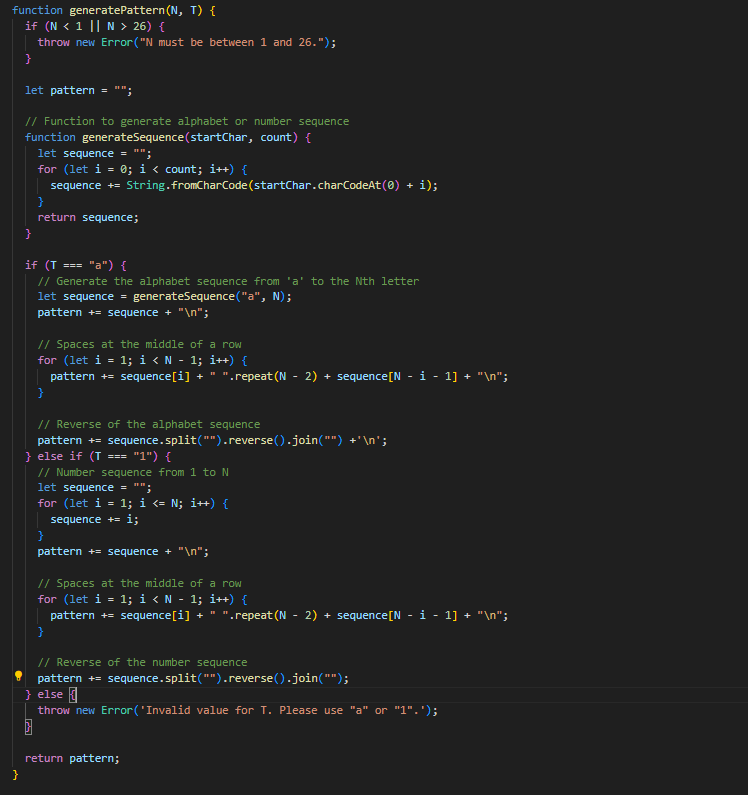 function generatePattern(N, T) {
  if (N < 1 || N > 26) {
    throw new Error("N must be between 1 and 26.");
  }

  let pattern = "";

  // Function to generate alphabet or number sequence
  function generateSequence(startChar, count) {
    let sequence = "";
    for (let i = 0; i < count; i++) {
      sequence += String.fromCharCode(startChar.charCodeAt(0) + i);
    }
    return sequence;
  }

  if (T === "a") {
    // Generate the alphabet sequence from 'a' to the Nth letter
    let sequence = generateSequence("a", N);
    pattern += sequence + "\n";

    // Spaces at the middle of a row
    for (let i = 1; i < N - 1; i++) {
      pattern += sequence[i] + " ".repeat(N - 2) + sequence[N - i - 1] + "\n";
    }

    // Reverse of the alphabet sequence
    pattern += sequence.split("").reverse().join("") +'\n';
  } else if (T === "1") {
    // Number sequence from 1 to N
    let sequence = "";
    for (let i = 1; i <= N; i++) {
      sequence += i;
    }
    pattern += sequence + "\n";

    // Spaces at the middle of a row
    for (let i = 1; i < N - 1; i++) {
      pattern += sequence[i] + " ".repeat(N - 2) + sequence[N - i - 1] + "\n";
    }

    // Reverse of the number sequence
    pattern += sequence.split("").reverse().join("");
  } else {
    throw new Error('Invalid value for T. Please use "a" or "1".');
  }

  return pattern;
}